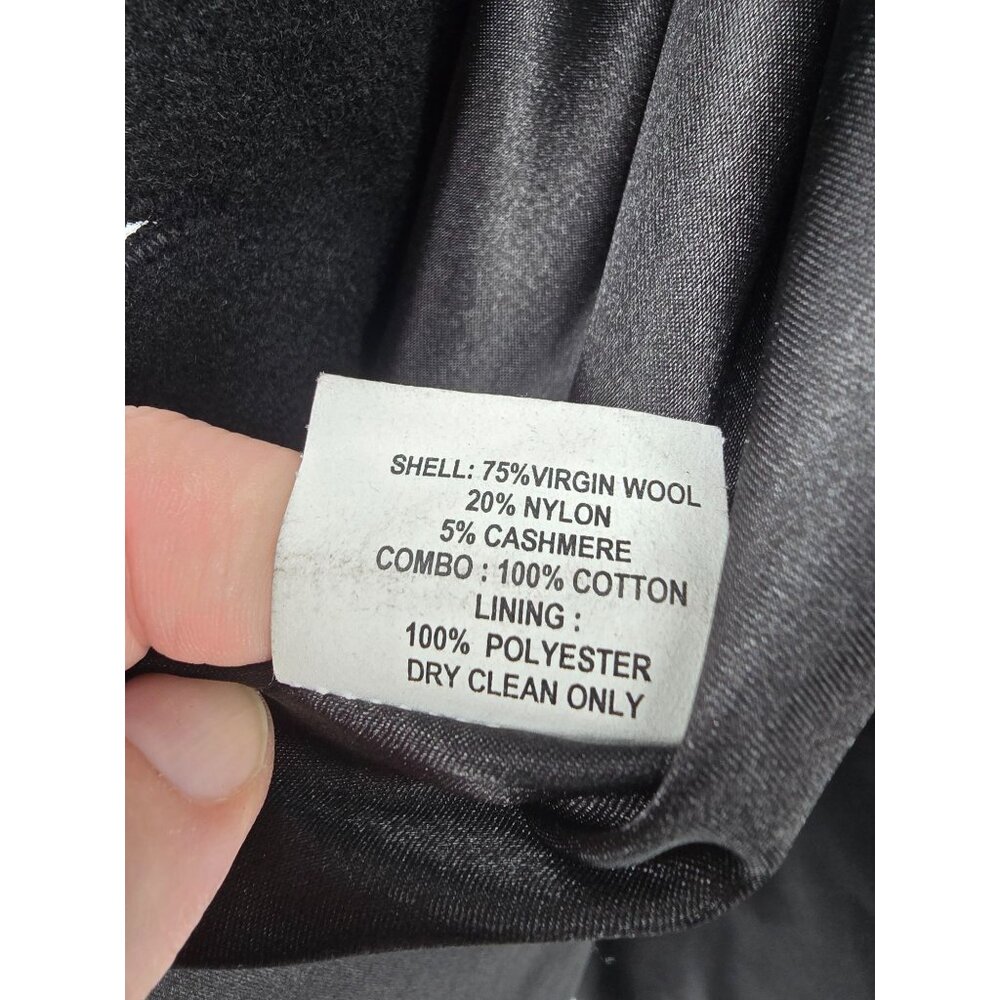 SHELL: 75%VIRGIN WOOL
20% NYLON
5% CASHMERE
COMBO : 100% COTTON
LINING :
100% POLYESTER
DRY CLEAN ONLY